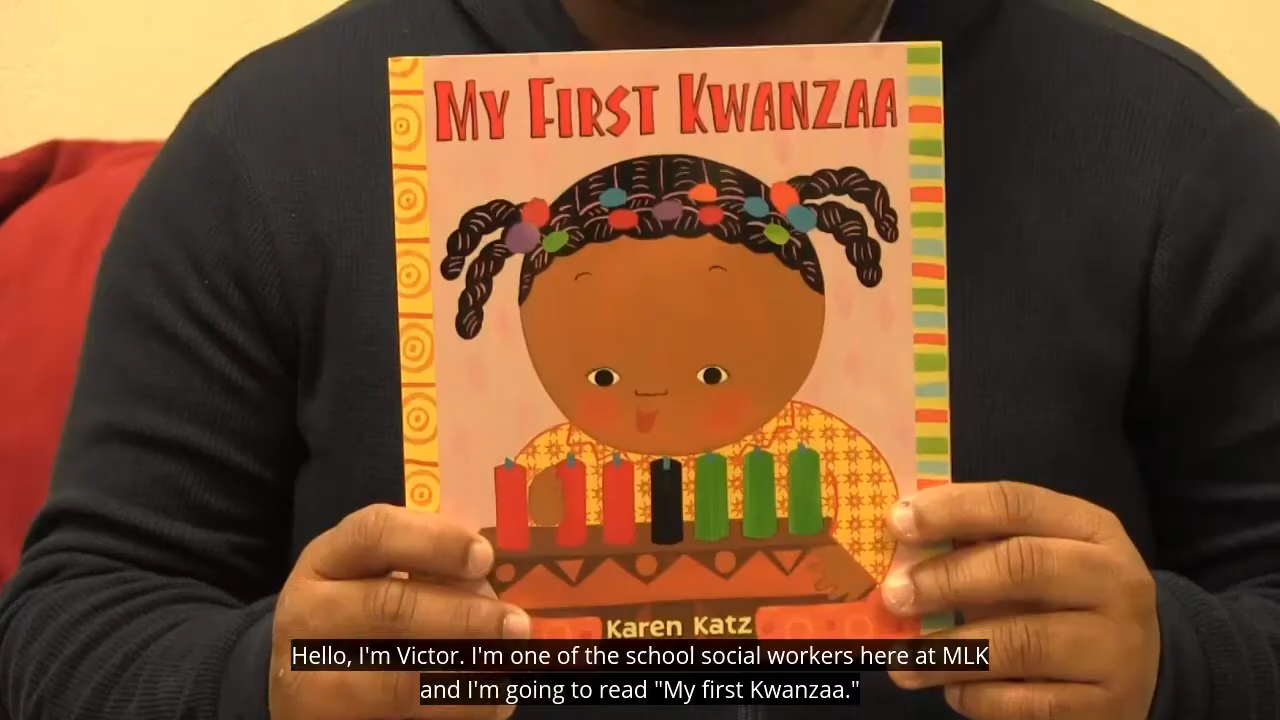 My First Kwanzaa
Karen Katz
Hello, I'm Victor. I'm one of the school social workers here at MLK
and I'm going to read "My first Kwanzaa."